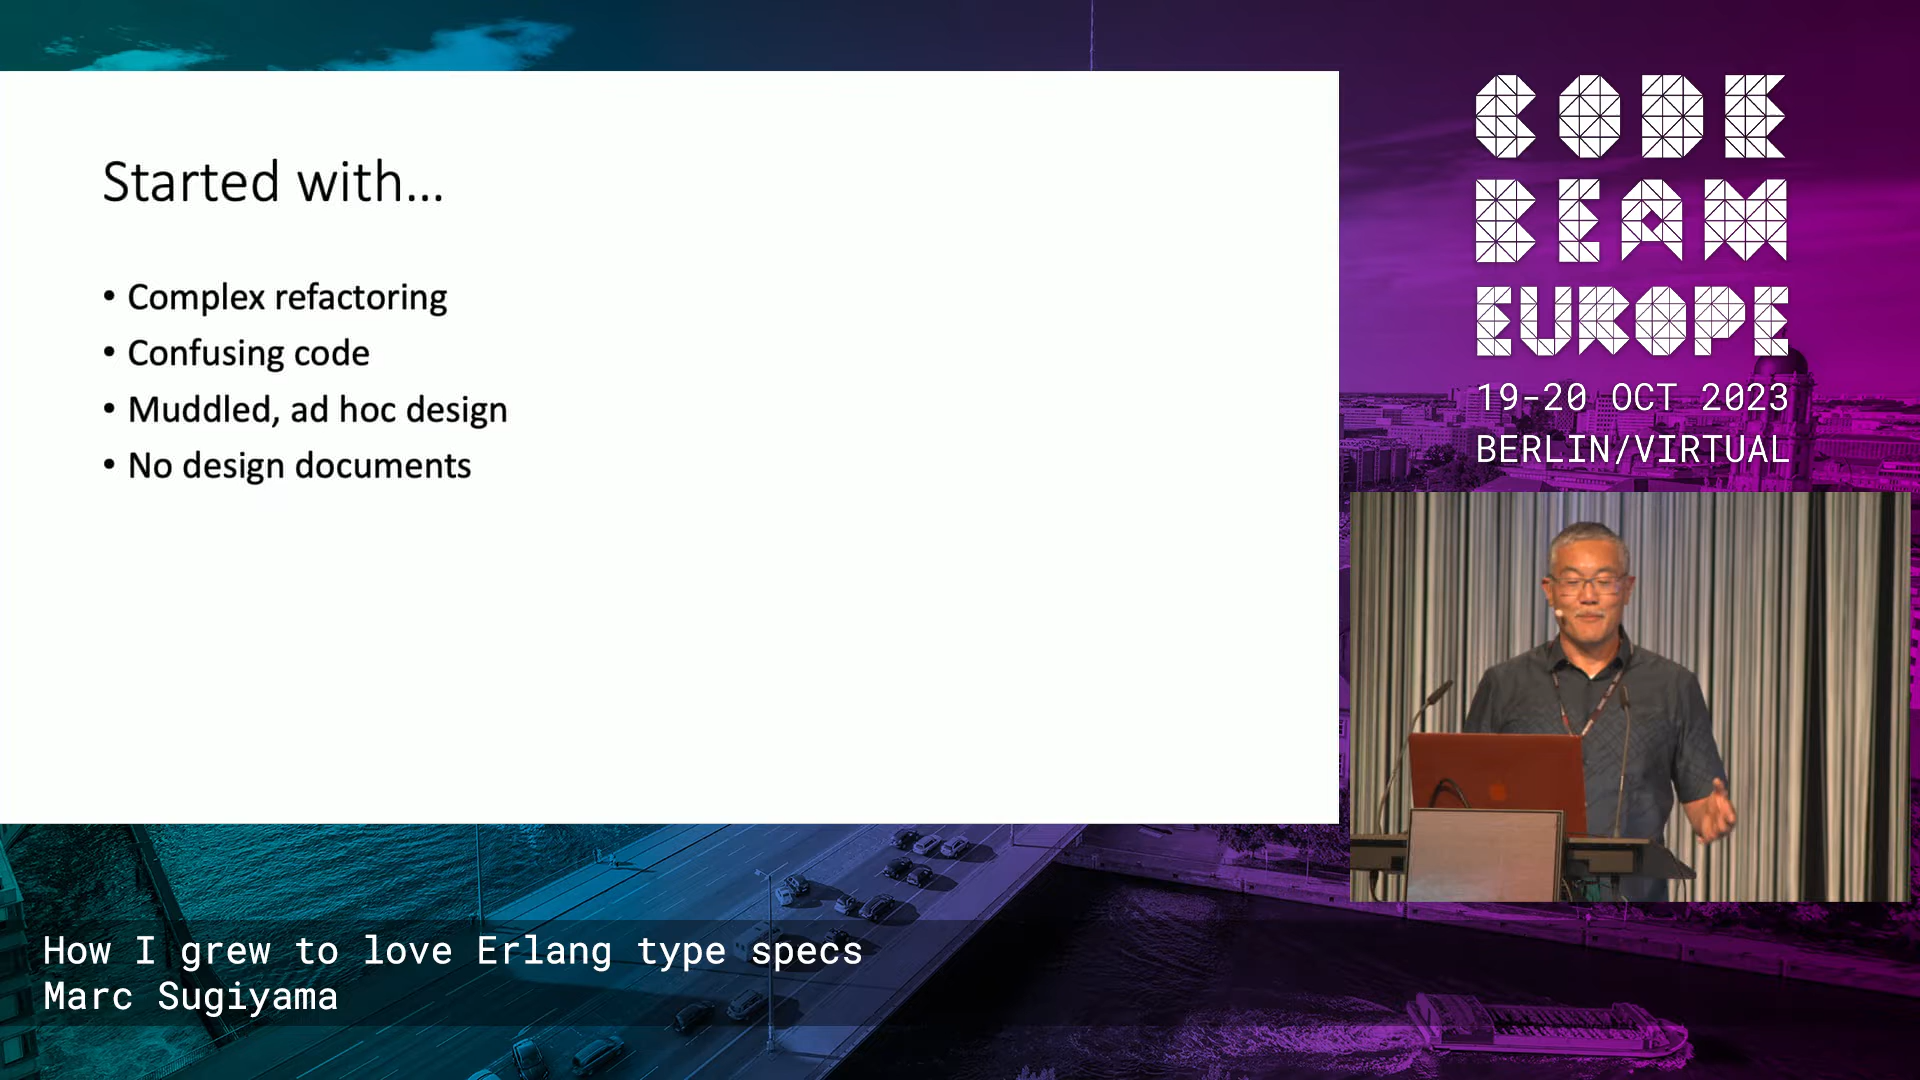 Started with...
• Complex refactoring
• Confusing code
• Muddled, ad hoc design
• No design documents
CODE
BEAM
EUROPE
19-20 OCT 2023
BERLIN/VIRTUAL
How I grew to love Erlang type specs
Marc Sugiyama